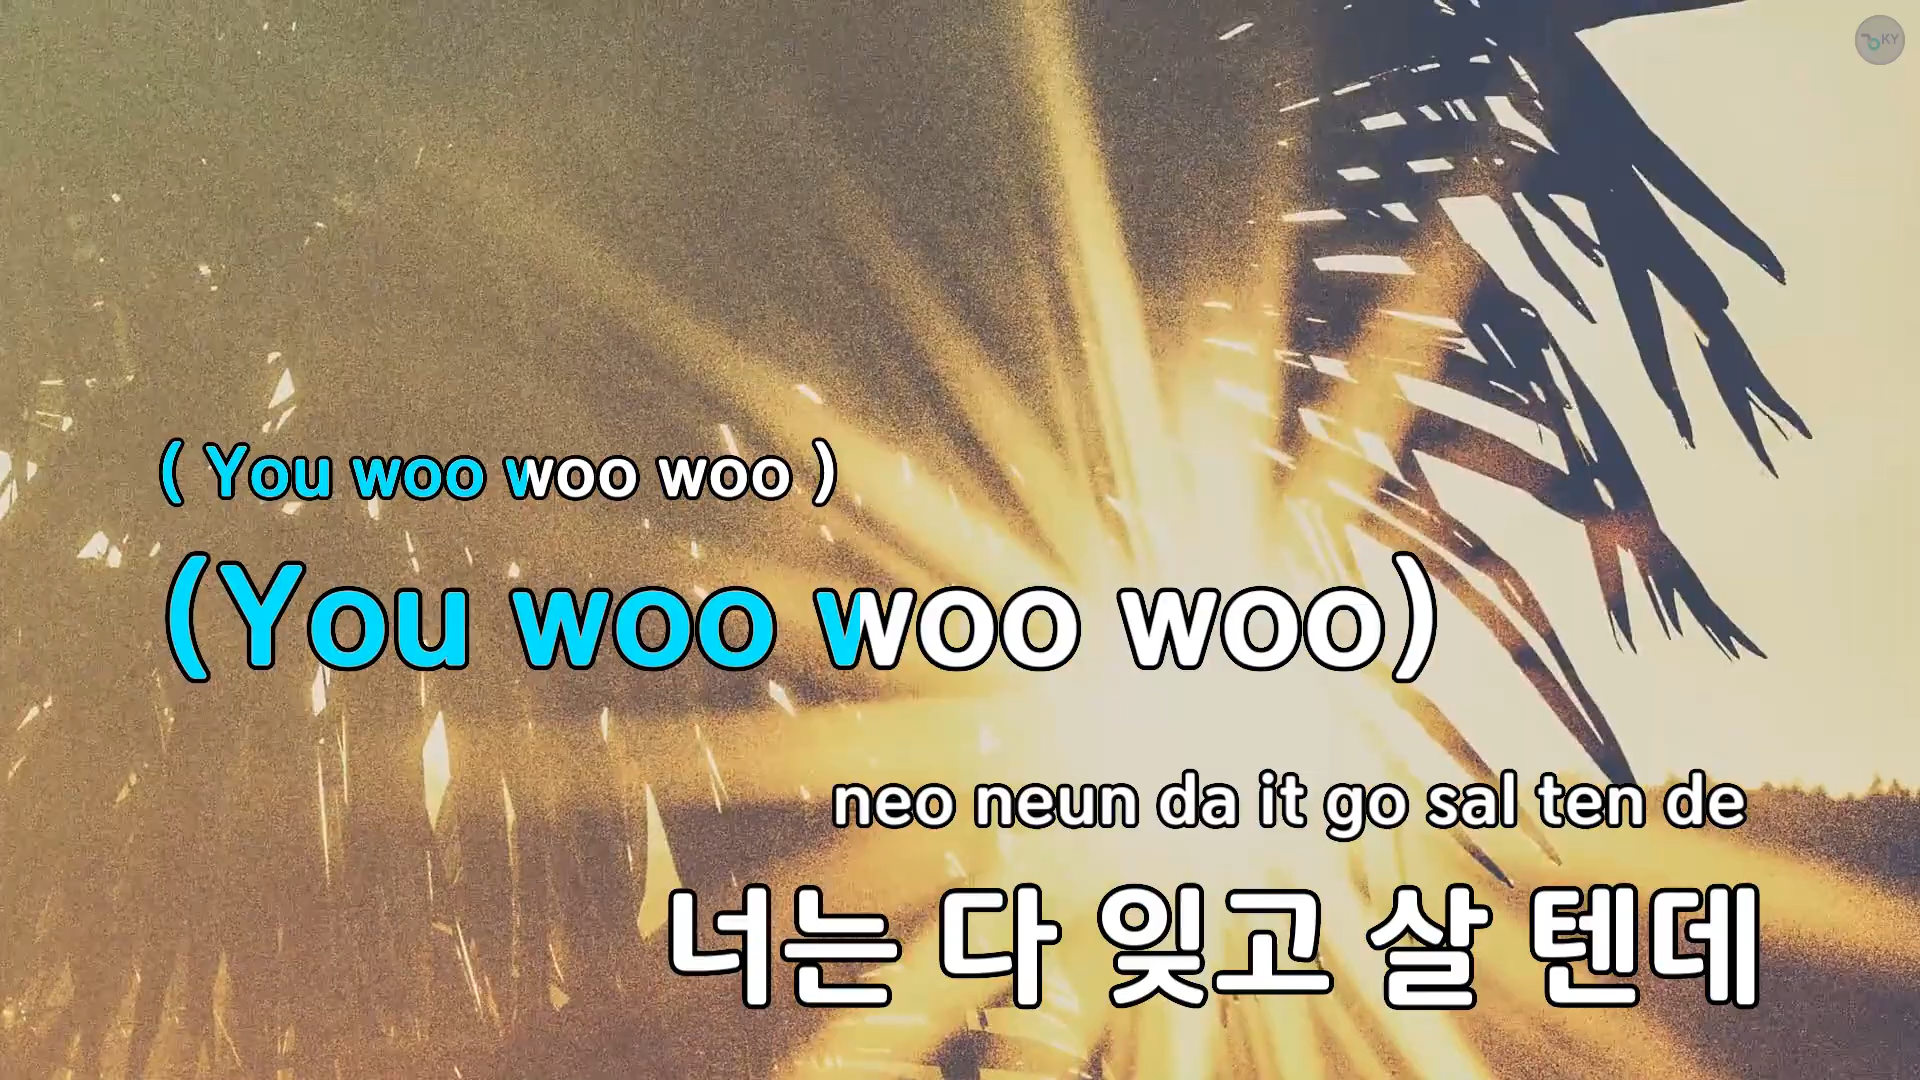 KY
( You woo woo woo )
(You woo woo woo)
neo neun da it go sal ten de
너는 다 잊고 살 텐데